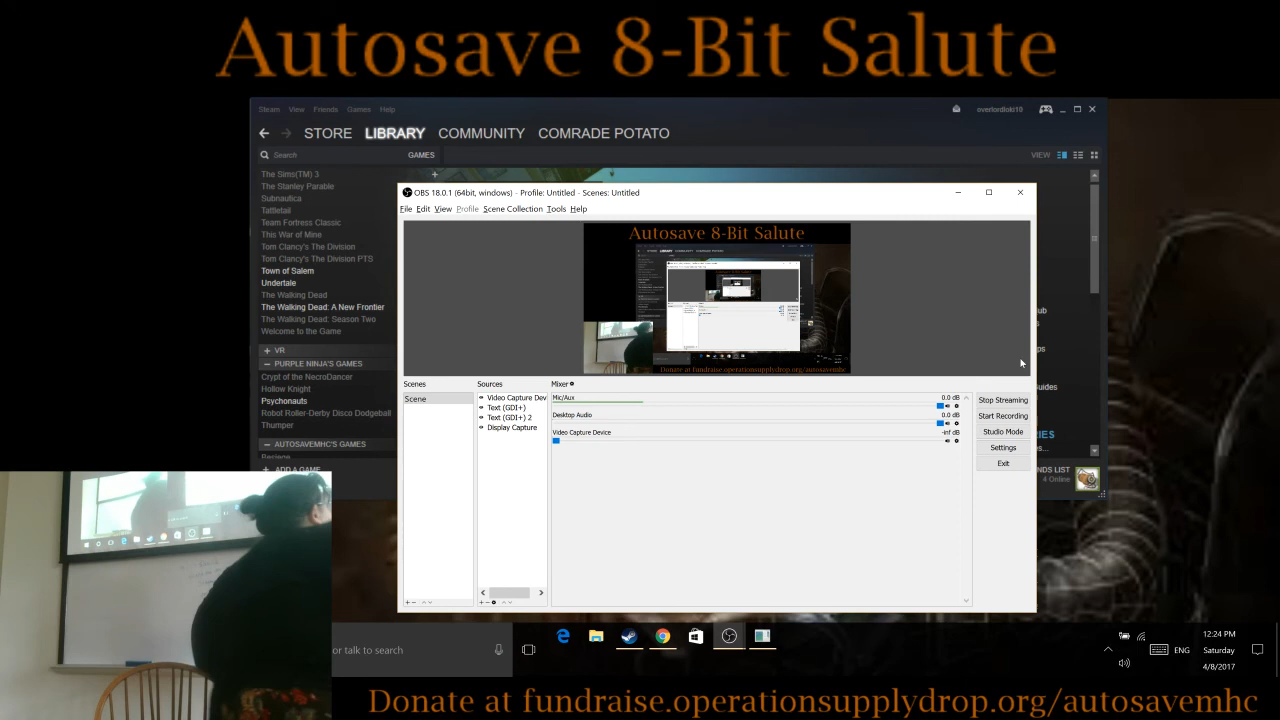 Autosave 8-Bit Salute
Steam View Friends Games Help
overlordloki10
STORE LIBRARY COMMUNITY COMRADE POTATO
Search
GAMES
VIEW
The Sims(TM) 3
The Stanley Parable
Subnautica
Tattletail
Team Fortress Classic
This War of Mine
Tom Clancy's The Division
Tom Clancy's The Division PTS
Town of Salem
Undertale
The Walking Dead
The Walking Dead: A New Frontier
The Walking Dead: Season Two
Welcome to the Game
VR
PURPLE NINJA'S GAMES
Crypt of the NecroDancer
Hollow Knight
Psychonauts
Robot Roller-Derby Disco Dodgeball
Thumper
AUTOSAVEMHC'S GAMES
Besiege
ADD A GAME
OBS 18.0.1 (64bit, windows) - Profile: Untitled - Scenes: Untitled
File Edit View Profile Scene Collection Tools Help
Autosave 8-Bit Salute
Donate at fundraise.operationsupplydrop.org/autosavemhc
Scenes
Scene
Sources
Video Capture Dev
Text (GDI+)
Text (GDI+) 2
Display Capture
Mixer
Mic/Aux 0.0 dB
Desktop Audio 0.0 dB
Video Capture Device -inf dB
Stop Streaming
Start Recording
Studio Mode
Settings
Exit
4 Online
or talk to search
ENG
12:24 PM
Saturday
4/8/2017
Donate at fundraise.operationsupplydrop.org/autosavemhc